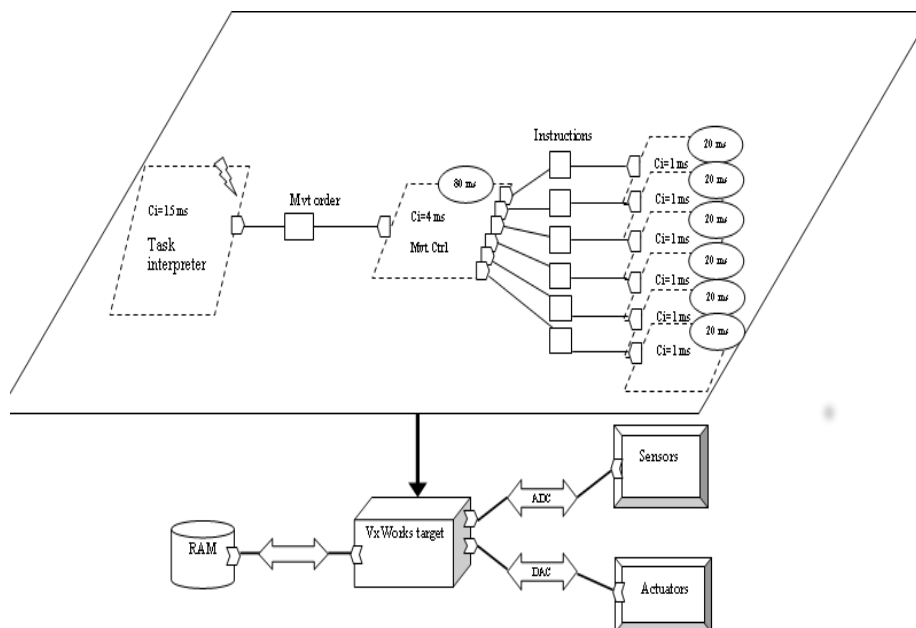 Instructions
20 ms
Ci=1 ms
20 ms
80 ms
Ci=1 ms
Mvt order
20 ms
Ci=15 ms
Ci=4 ms
Ci=1 ms
Task
interpreter
Mvt. Ctrl
20 ms
Ci=1 ms
20 ms
Ci=1 ms
20 ms
Ci=1 ms
Sensors
ADC
VxWorks target
RAM
DAC
Actuators